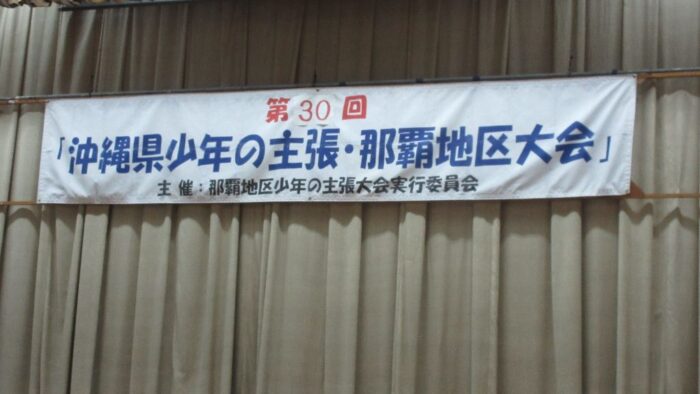 第30回
「沖縄県少年の主張・那覇地区大会」
主催：那覇地区少年の主張大会実行委員会